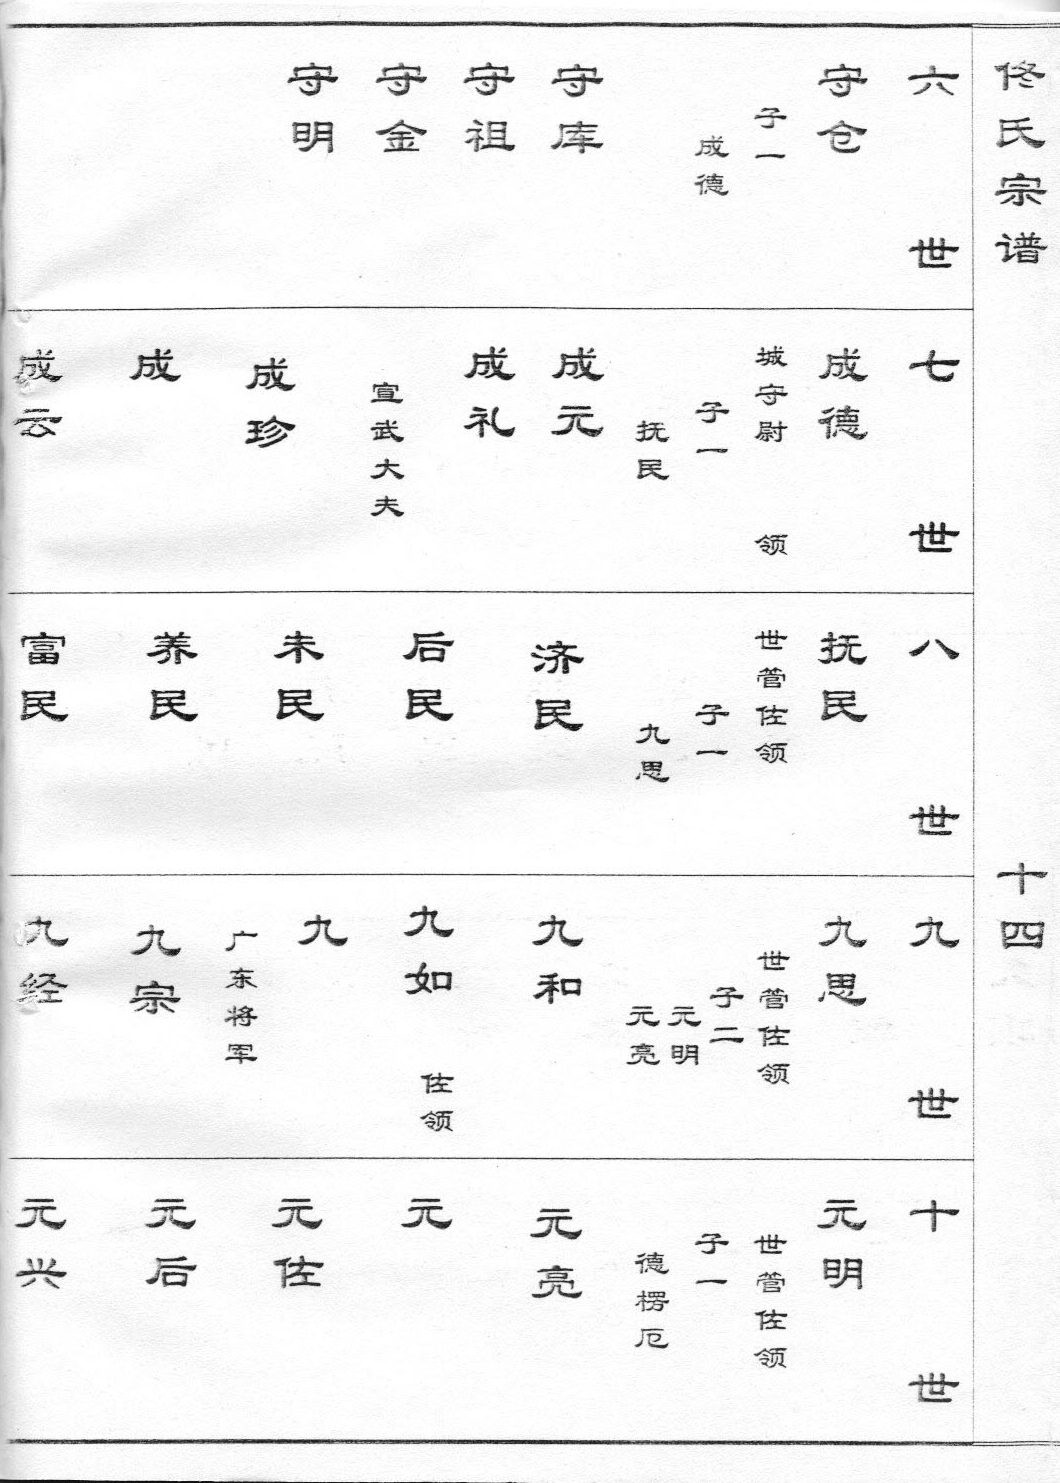 佟氏宗谱
十四
六世
守仓
子一
成德
守库
守祖
守金
守明
七世
成德
城守尉 领
子一
抚民
成元
成礼
宣武大夫
成珍
成
成云
八世
抚民
世管佐领
子一
九思
济民
后民
未民
养民
富民
九世
九思
世管佐领
子二
元明
元亮
九和
九如
佐领
九
广东将军
九宗
九经
十世
元明
世管佐领
子一
德楞厄
元亮
元
元佐
元后
元兴